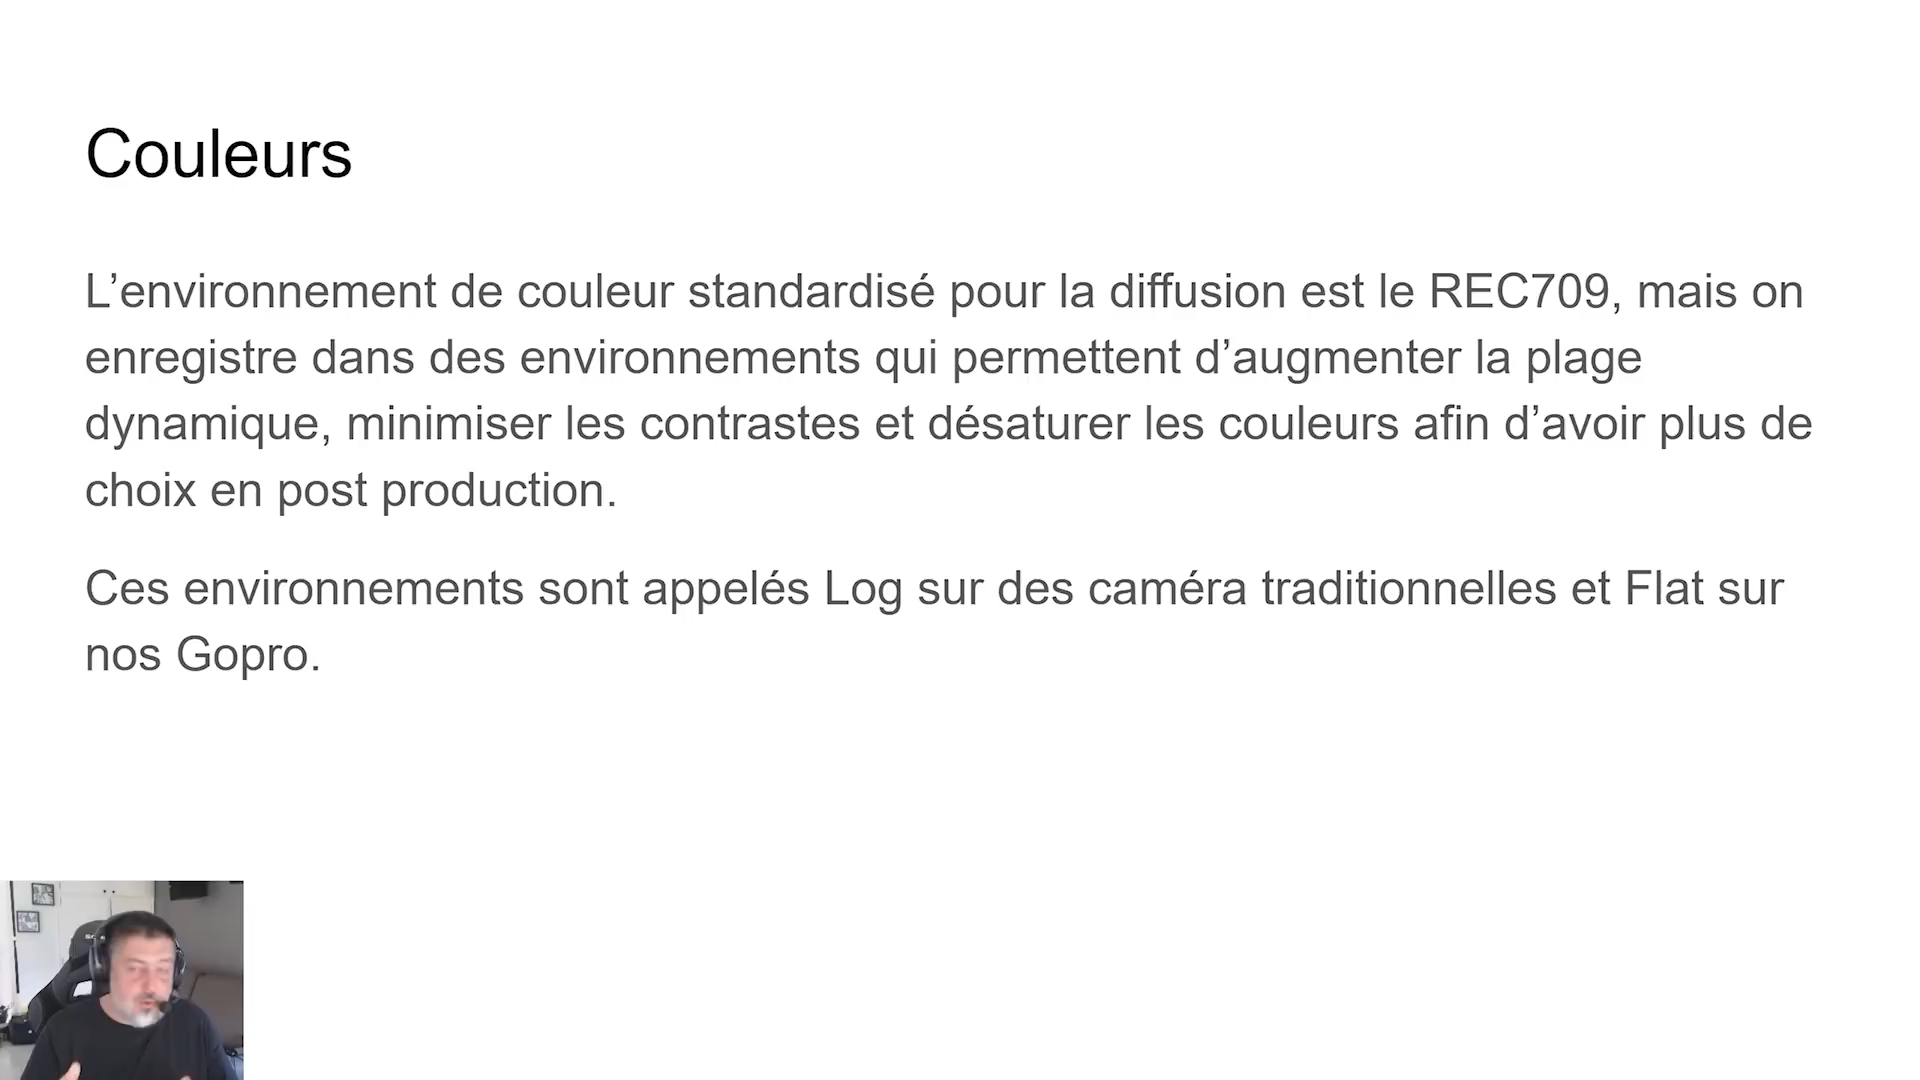 Couleurs
L’environnement de couleur standardisé pour la diffusion est le REC709, mais on
enregistre dans des environnements qui permettent d’augmenter la plage
dynamique, minimiser les contrastes et désaturer les couleurs afin d’avoir plus de
choix en post production.
Ces environnements sont appelés Log sur des caméra traditionnelles et Flat sur
nos Gopro.